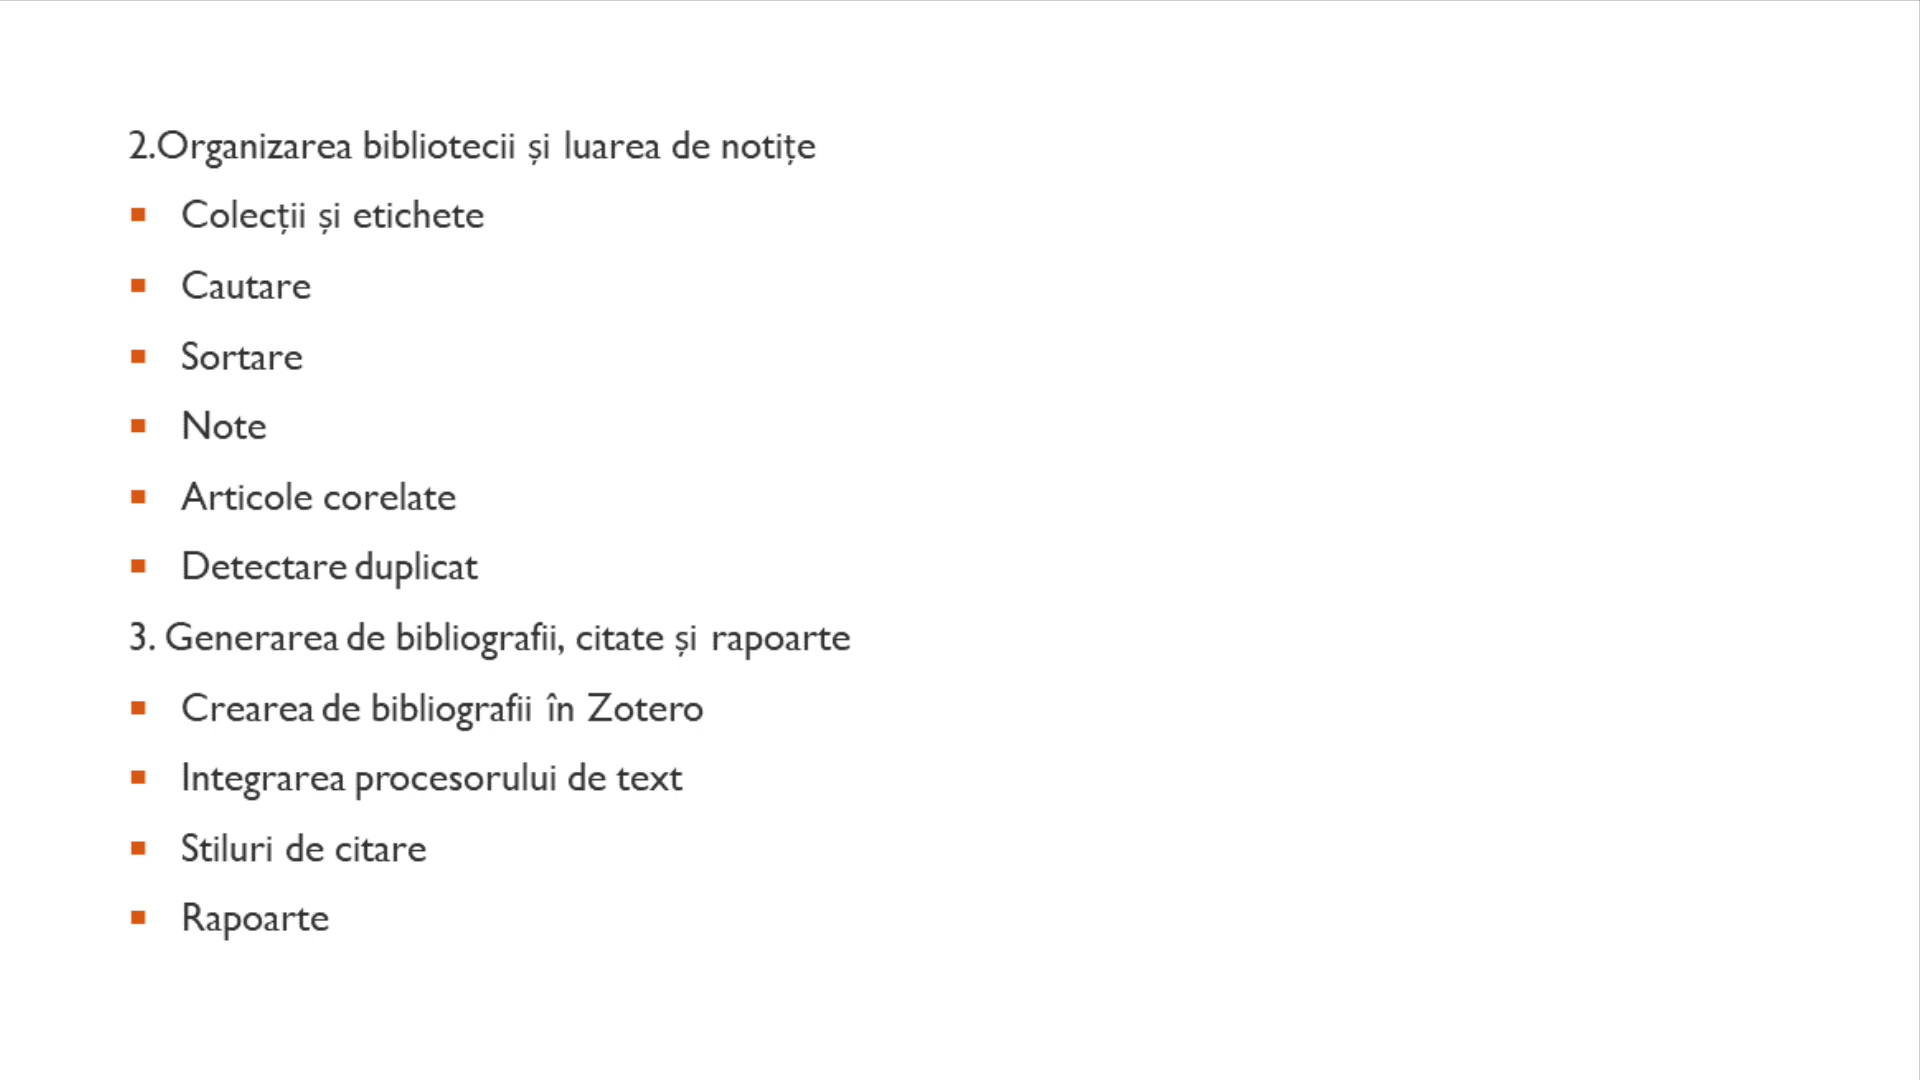 2.Organizarea bibliotecii și luarea de notițe
Colecții și etichete
Cautare
Sortare
Note
Articole corelate
Detectare duplicat
3. Generarea de bibliografii, citate și rapoarte
Crearea de bibliografii în Zotero
Integrarea procesorului de text
Stiluri de citare
Rapoarte